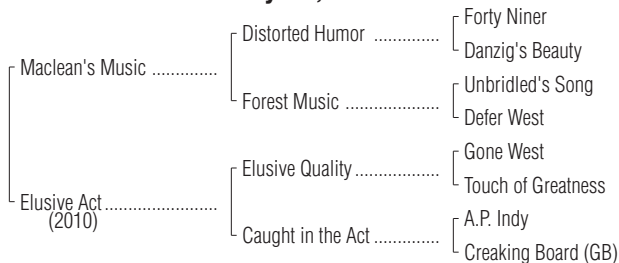 Forty Niner
Distorted Humor ..............
Danzig's Beauty
Maclean's Music ..............
Unbridled's Song
Forest Music ....................
Defer West
Gone West
Elusive Quality ..................
Touch of Greatness
Elusive Act ........................
(2010)
A.P. Indy
Caught in the Act ..............
Creaking Board (GB)